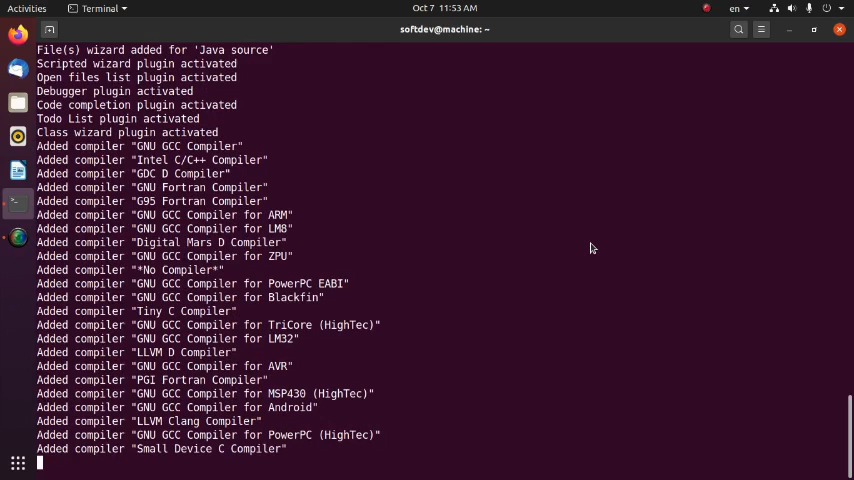 Activities
Terminal
Oct 7 11:53 AM
en
softdev@machine: ~
File(s) wizard added for 'Java source'
Scripted wizard plugin activated
Open files list plugin activated
Debugger plugin activated
Code completion plugin activated
Todo List plugin activated
Class wizard plugin activated
Added compiler "GNU GCC Compiler"
Added compiler "Intel C/C++ Compiler"
Added compiler "GDC D Compiler"
Added compiler "GNU Fortran Compiler"
Added compiler "G95 Fortran Compiler"
Added compiler "GNU GCC Compiler for ARM"
Added compiler "GNU GCC Compiler for LM8"
Added compiler "Digital Mars D Compiler"
Added compiler "GNU GCC Compiler for ZPU"
Added compiler "*No Compiler*"
Added compiler "GNU GCC Compiler for PowerPC EABI"
Added compiler "GNU GCC Compiler for Blackfin"
Added compiler "Tiny C Compiler"
Added compiler "GNU GCC Compiler for TriCore (HighTec)"
Added compiler "GNU GCC Compiler for LM32"
Added compiler "LLVM D Compiler"
Added compiler "GNU GCC Compiler for AVR"
Added compiler "PGI Fortran Compiler"
Added compiler "GNU GCC Compiler for MSP430 (HighTec)"
Added compiler "GNU GCC Compiler for Android"
Added compiler "LLVM Clang Compiler"
Added compiler "GNU GCC Compiler for PowerPC (HighTec)"
Added compiler "Small Device C Compiler"